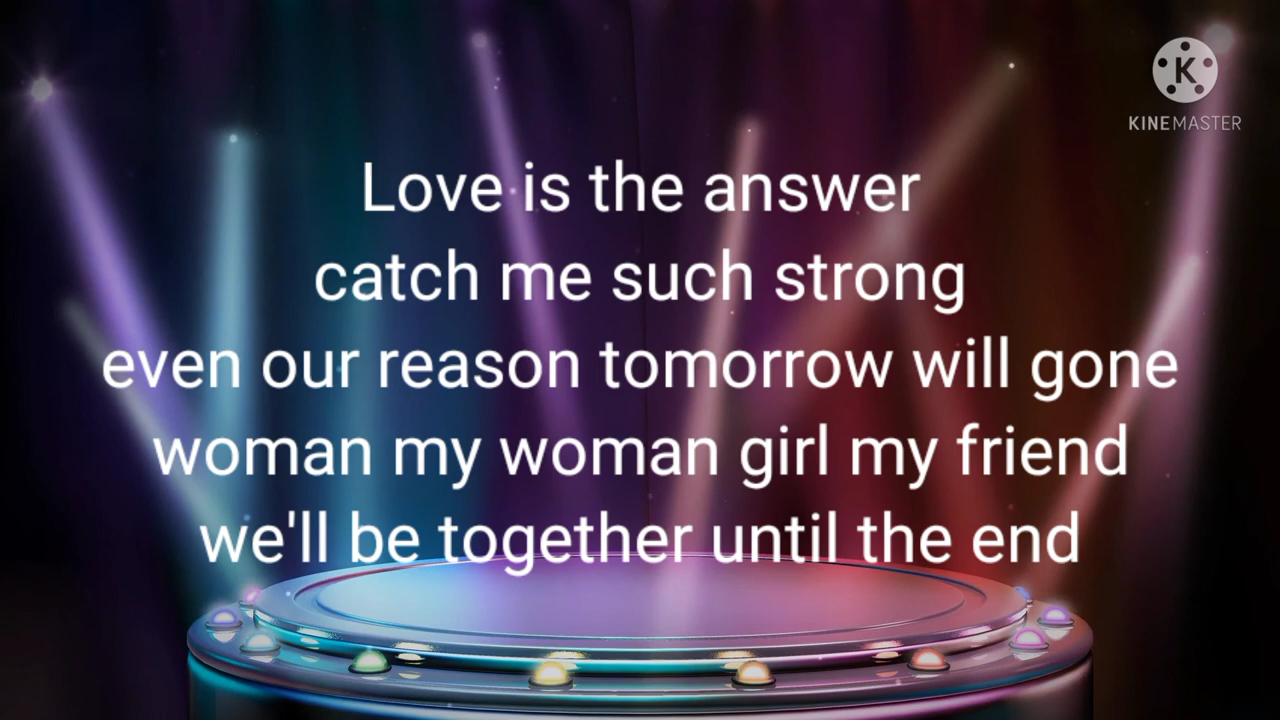 KINEMASTER
Love is the answer
catch me such strong
even our reason tomorrow will gone
woman my woman girl my friend
we'll be together until the end